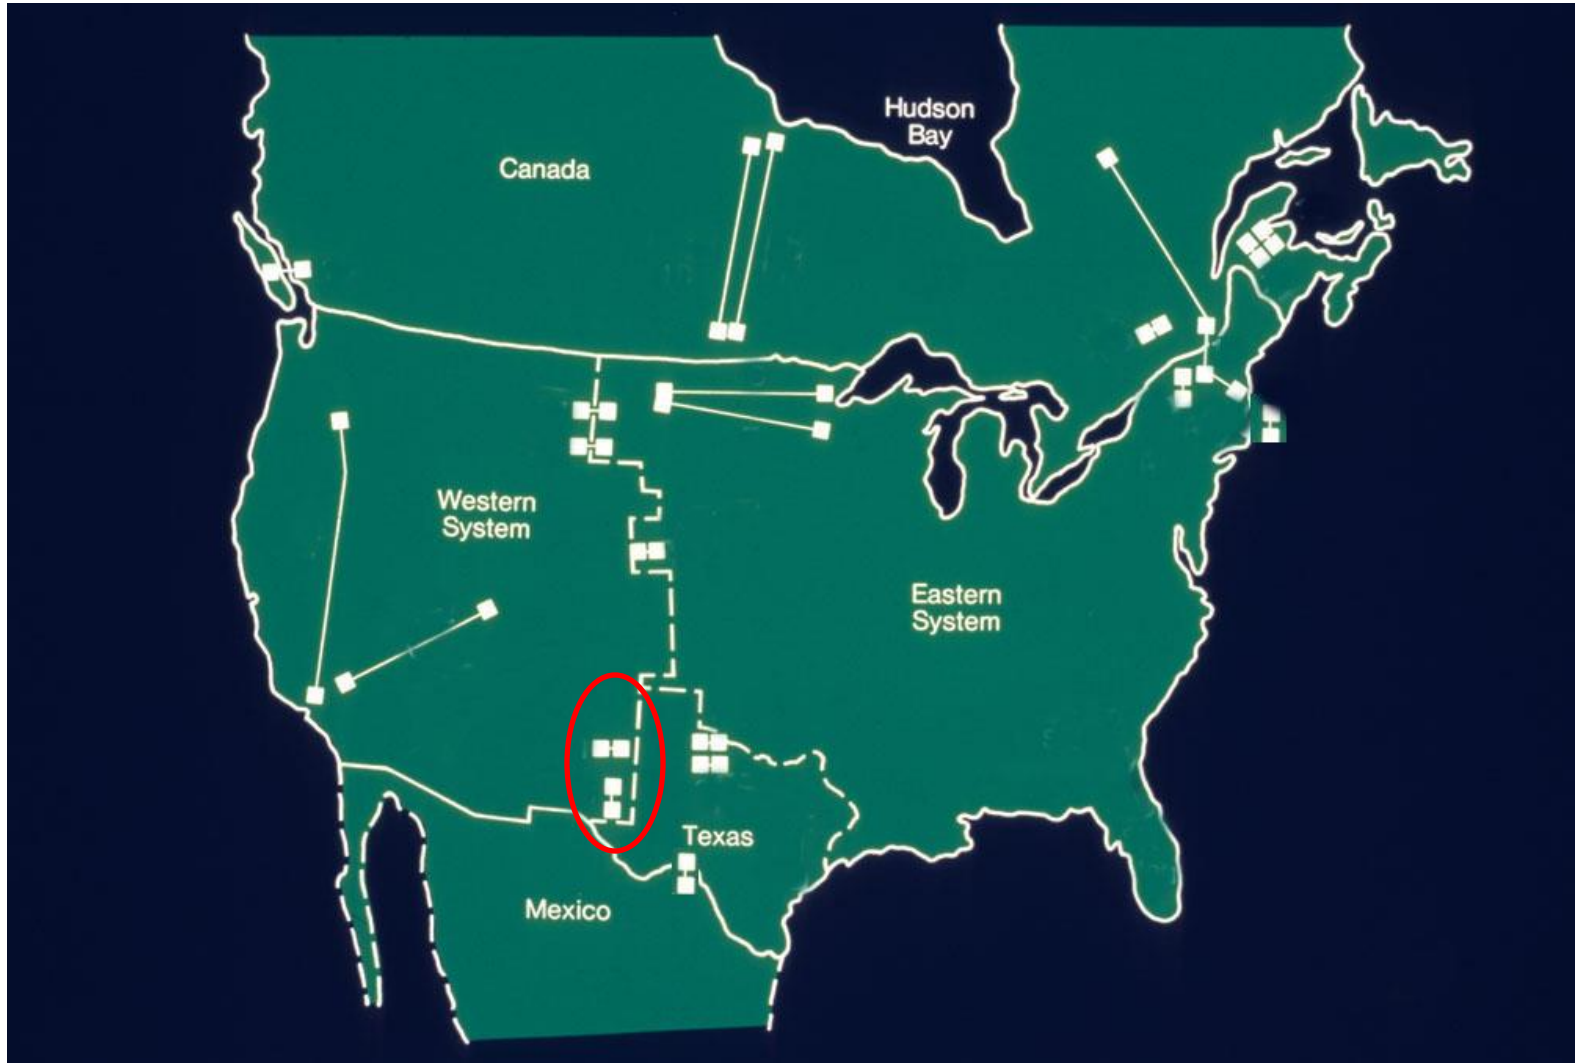 Hudson
Bay
Canada
Western
System
Eastern
System
Texas
Mexico